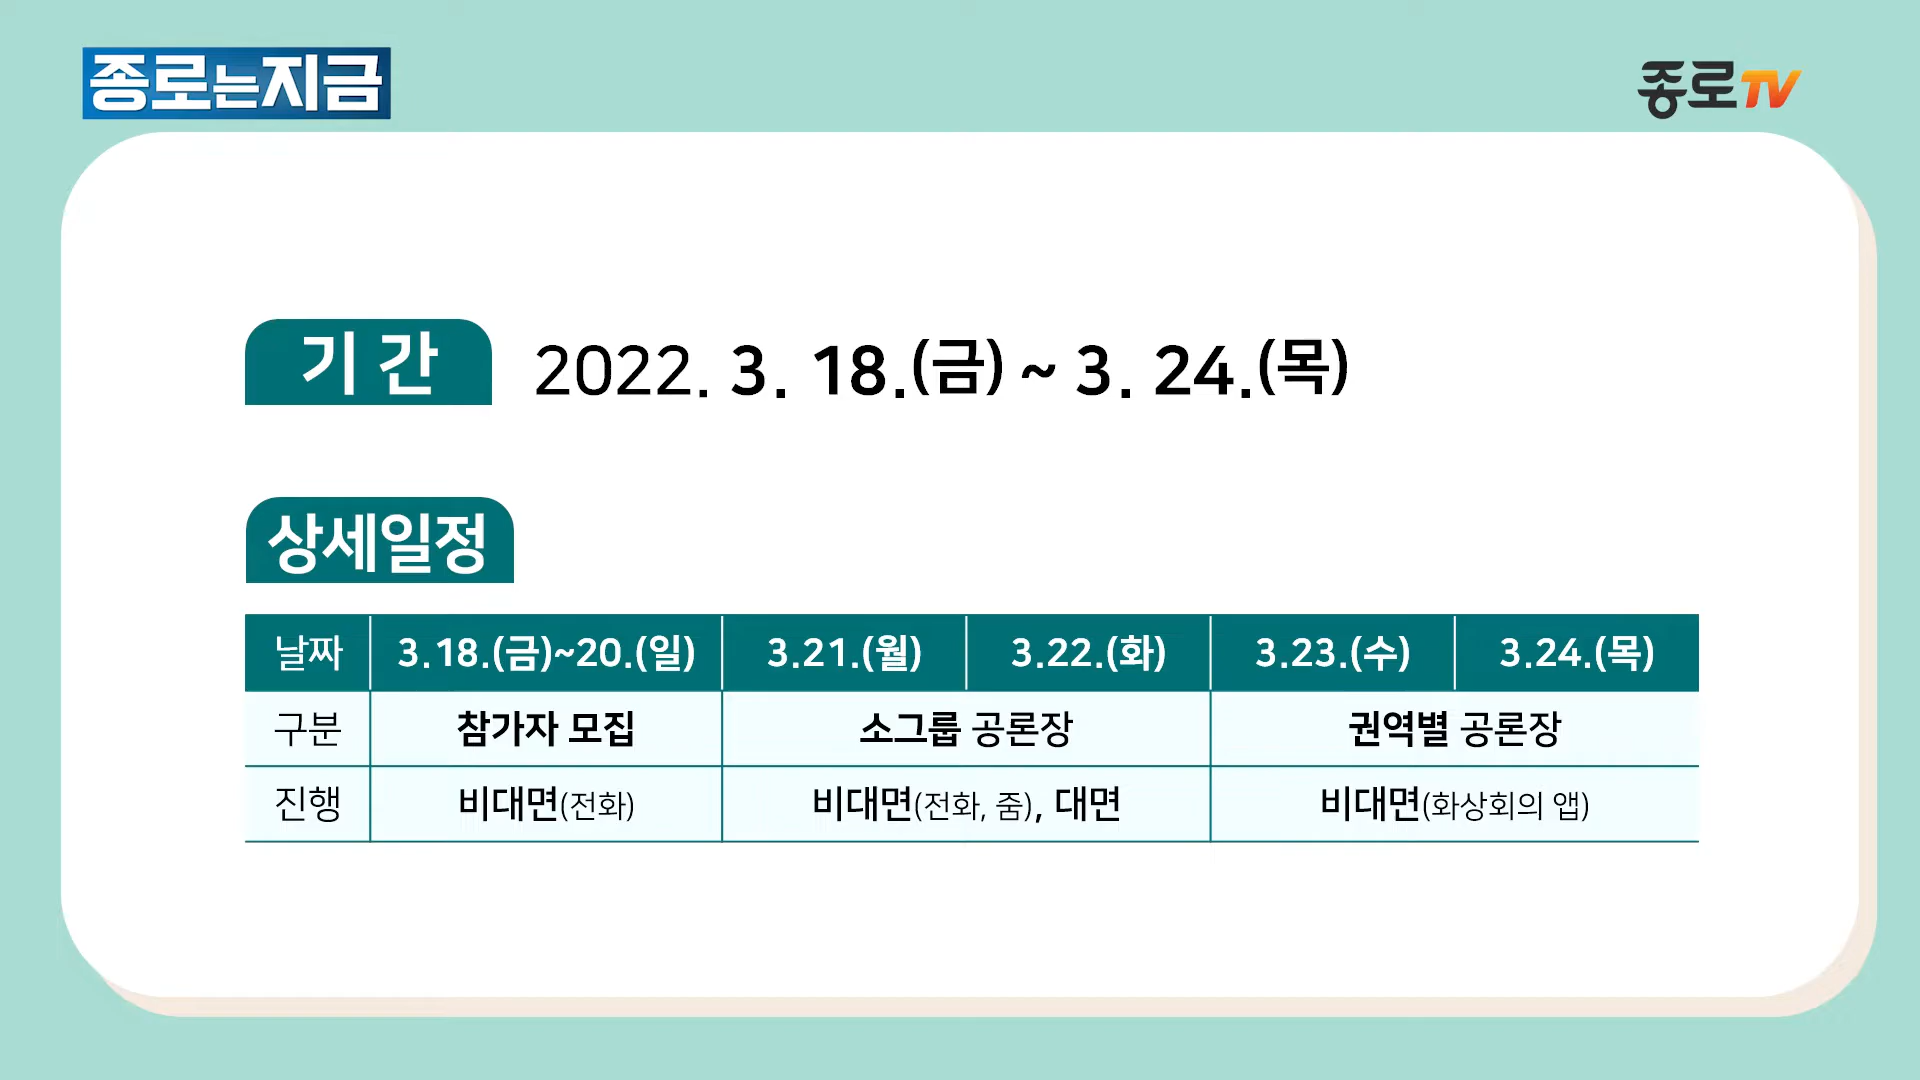 종로는지금
종로TV
기 간
2022. 3. 18.(금) ~ 3. 24.(목)
상세일정
날짜 3.18.(금)~20.(일) 3.21.(월) 3.22.(화) 3.23.(수) 3.24.(목)
구분 참가자 모집 소그룹 공론장 권역별 공론장
진행 비대면(전화) 비대면(전화, 줌), 대면 비대면(화상회의 앱)